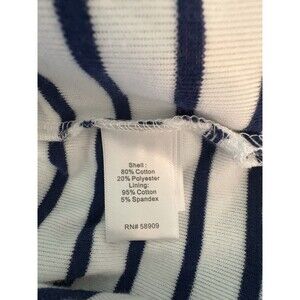 Shell :
80% Cotton
20% Polyester
Lining:
95% Cotton
5% Spandex
RN# 58909